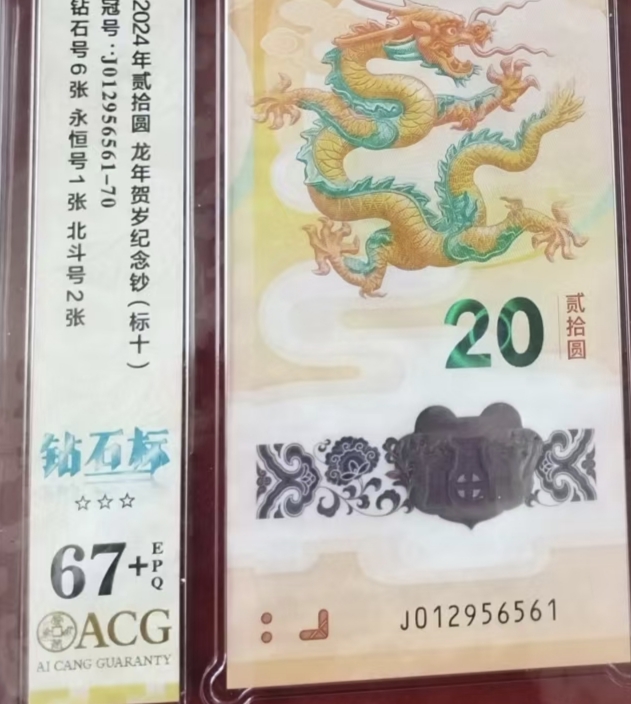 2024年贰拾圆 龙年贺岁纪念钞(标十)
冠号:J012956561-70
钻石号6张 永恒号1张 北斗号2张
钻石标
☆☆☆
67+
EPQ
ACG
AI CANG GUARANTY
20
贰拾圆
J012956561